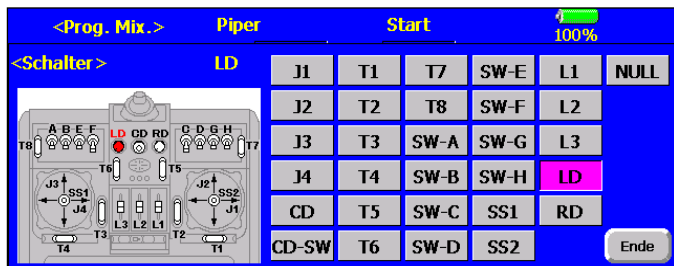 <Prog. Mix.> Piper Start 100%
<Schalter> LD
J1 T1 T7 SW-E L1 NULL
J2 T2 T8 SW-F L2
J3 T3 SW-A SW-G L3
J4 T4 SW-B SW-H LD
CD T5 SW-C SS1 RD
CD-SW T6 SW-D SS2 Ende
A B E F LD CD RD C D G H
T8 T7
T6 T5
J3 SS1 J2 SS2
J4 J1
L3 L2 L1
T3 T2
T4 T1